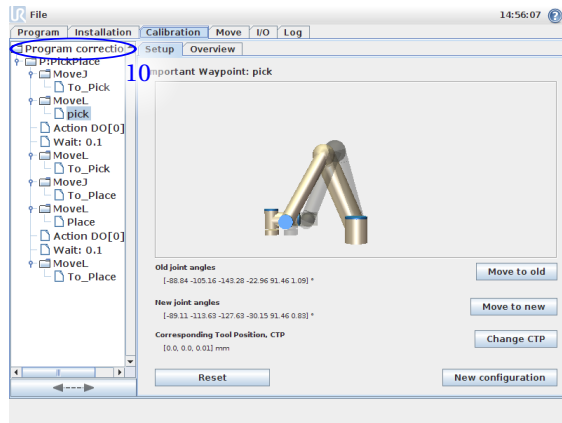 File 14:56:07
Program Installation Calibration Move I/O Log
Program correctio Setup Overview
P:PickPlace
10
MoveJ
To_Pick
MoveL
pick
Action DO[0]
Wait: 0.1
MoveL
To_Pick
MoveJ
To_Place
MoveL
Place
Action DO[0]
Wait: 0.1
MoveL
To_Place
mportant Waypoint: pick
Old joint angles
[-88.84 -105.16 -143.28 -22.96 91.46 1.09] *
Move to old
New joint angles
[-89.11 -113.63 -127.63 -30.15 91.46 0.83] *
Move to new
Corresponding Tool Position, CTP
[0.0, 0.0, 0.01] mm
Change CTP
Reset
New configuration